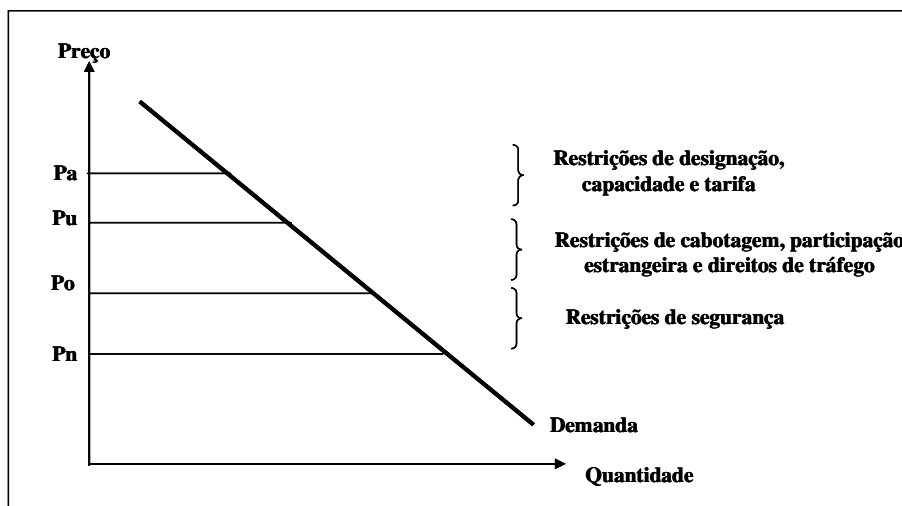 Preço
Pa
Pu
Po
Pn
Restrições de designação,
capacidade e tarifa
Restrições de cabotagem, participação
estrangeira e direitos de tráfego
Restrições de segurança
Demanda
Quantidade